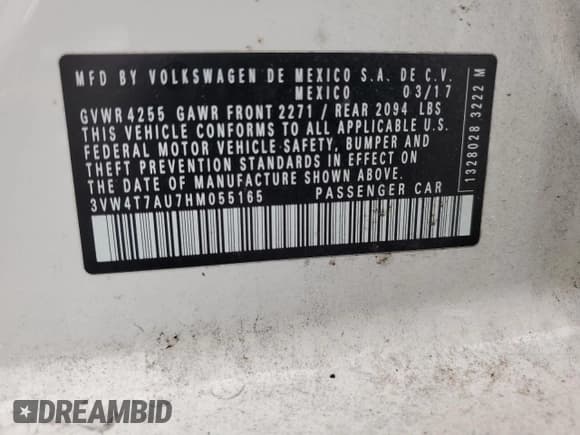 MFD BY VOLKSWAGEN DE MEXICO S.A. DE C.V.
MEXICO 03/17
GVWR 4255 GAWR FRONT 2271 / REAR 2094 LBS
THIS VEHICLE CONFORMS TO ALL APPLICABLE U.S.
FEDERAL MOTOR VEHICLE SAFETY, BUMPER AND
THEFT PREVENTION STANDARDS IN EFFECT ON
THE DATE OF MANUFACTURE SHOWN ABOVE.
3VW4T7AU7HM055165 PASSENGER CAR
1328028 3222 M
DREAMBID